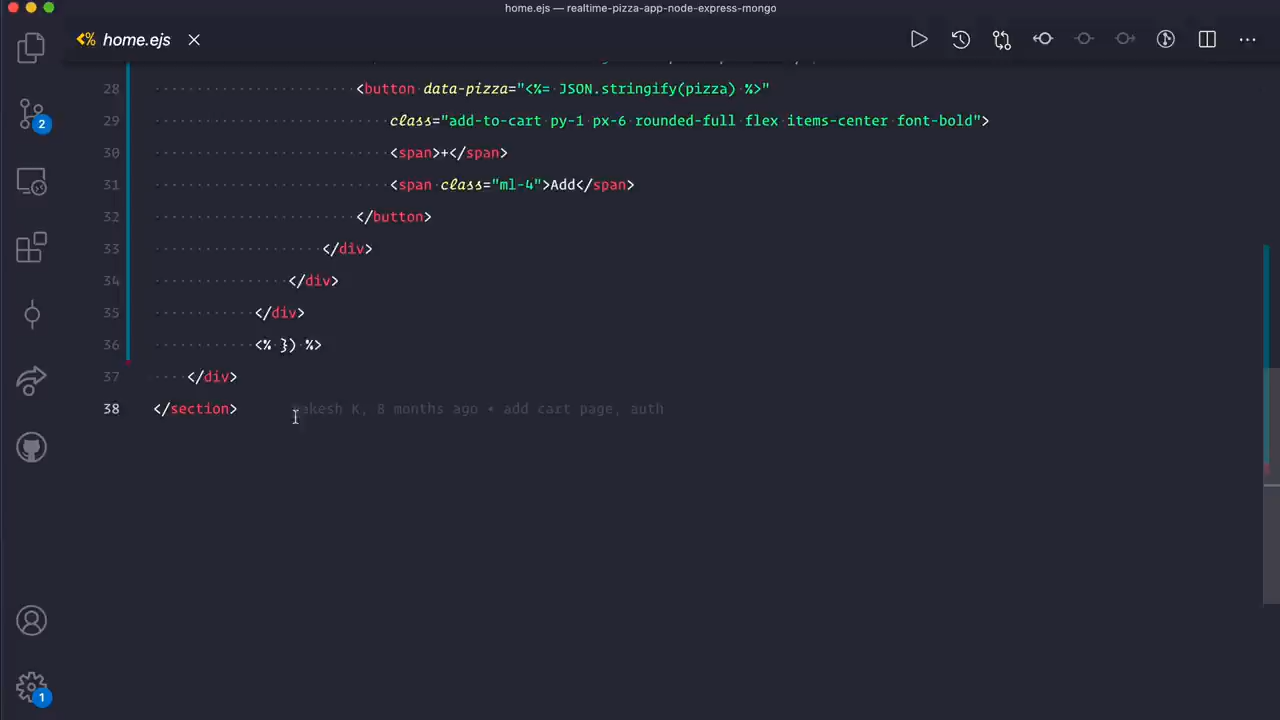 home.ejs — realtime-pizza-app-node-express-mongo
<% home.ejs
28 <button data-pizza="<%= JSON.stringify(pizza) %>"
29 class="add-to-cart py-1 px-6 rounded-full flex items-center font-bold">
30 <span>+</span>
31 <span class="ml-4">Add</span>
32 </button>
33 </div>
34 </div>
35 </div>
36 <% }) %>
37 </div>
38 </section> K, 8 months ago • add cart page, auth
2
1